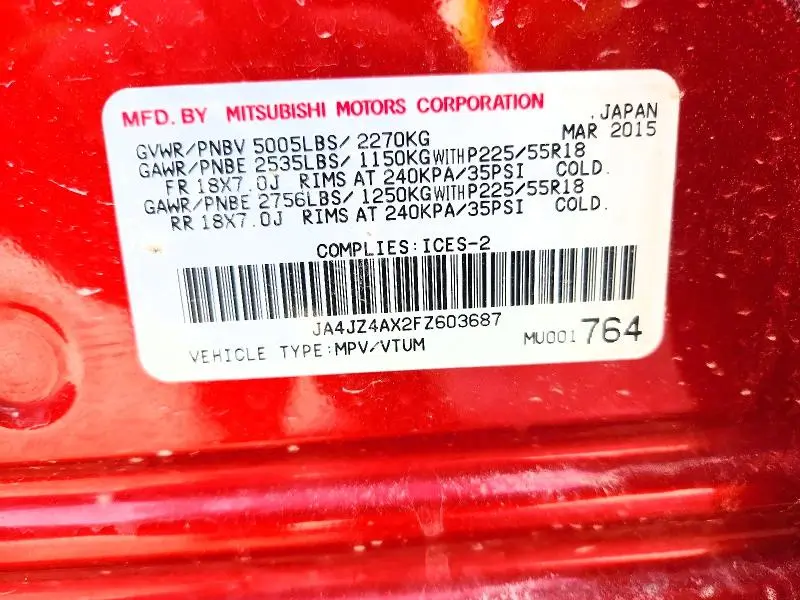 MFD. BY MITSUBISHI MOTORS CORPORATION
JAPAN
GVWR/PNBV 5005LBS/ 2270KG MAR 2015
GAWR/PNBE 2535LBS/ 1150KG WITH P225/55R18
FR 18X7.0J RIMS AT 240KPA/35PSI COLD.
GAWR/PNBE 2756LBS/ 1250KG WITH P225/55R18
RR 18X7.0J RIMS AT 240KPA/35PSI COLD.
COMPLIES: ICES-2
JA4JZ4AX2FZ603687
VEHICLE TYPE: MPV/VTUM MU001 764